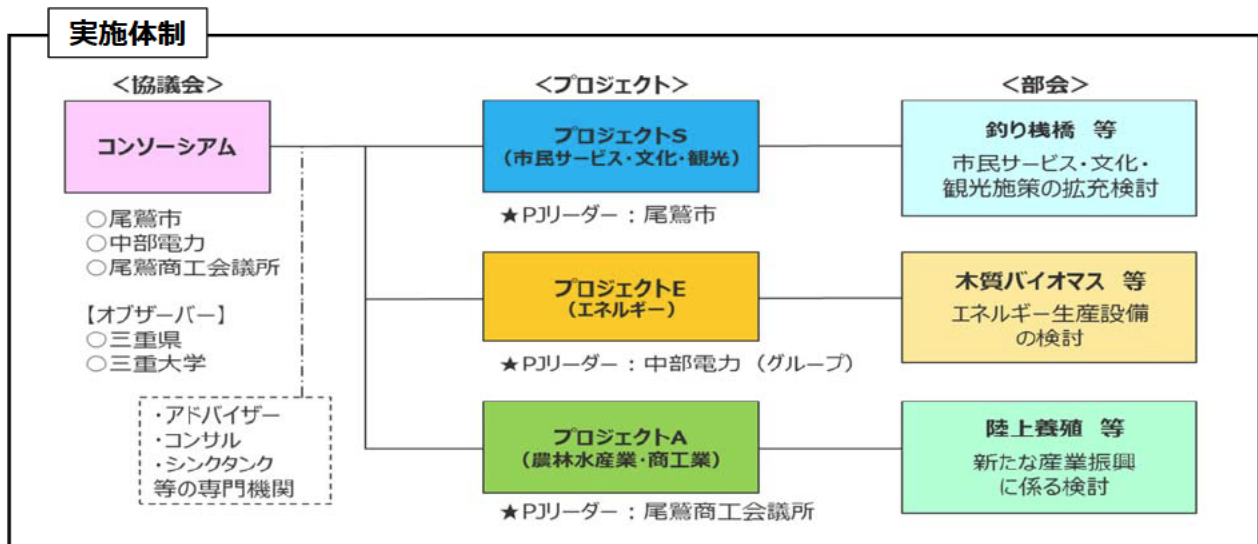 実施体制
＜協議会＞
コンソーシアム
○尾鷲市
○中部電力
○尾鷲商工会議所
【オブザーバー】
○三重県
○三重大学
・アドバイザー
・コンサル
・シンクタンク
等の専門機関
＜プロジェクト＞
プロジェクトS
（市民サービス・文化・観光）
★PJリーダー：尾鷲市
プロジェクトE
（エネルギー）
★PJリーダー：中部電力（グループ）
プロジェクトA
（農林水産業・商工業）
★PJリーダー：尾鷲商工会議所
＜部会＞
釣り桟橋 等
市民サービス・文化・
観光施策の拡充検討
木質バイオマス 等
エネルギー生産設備
の検討
陸上養殖 等
新たな産業振興
に係る検討